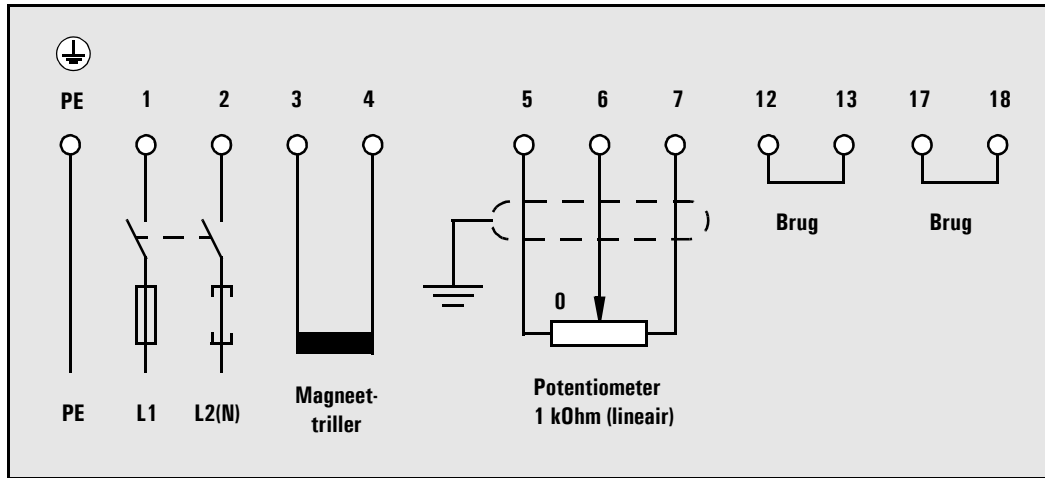 PE 1 2 3 4 5 6 7 12 13 17 18
Brug Brug
0
PE L1 L2(N)
Magneet-
triller
Potentiometer
1 kOhm (lineair)